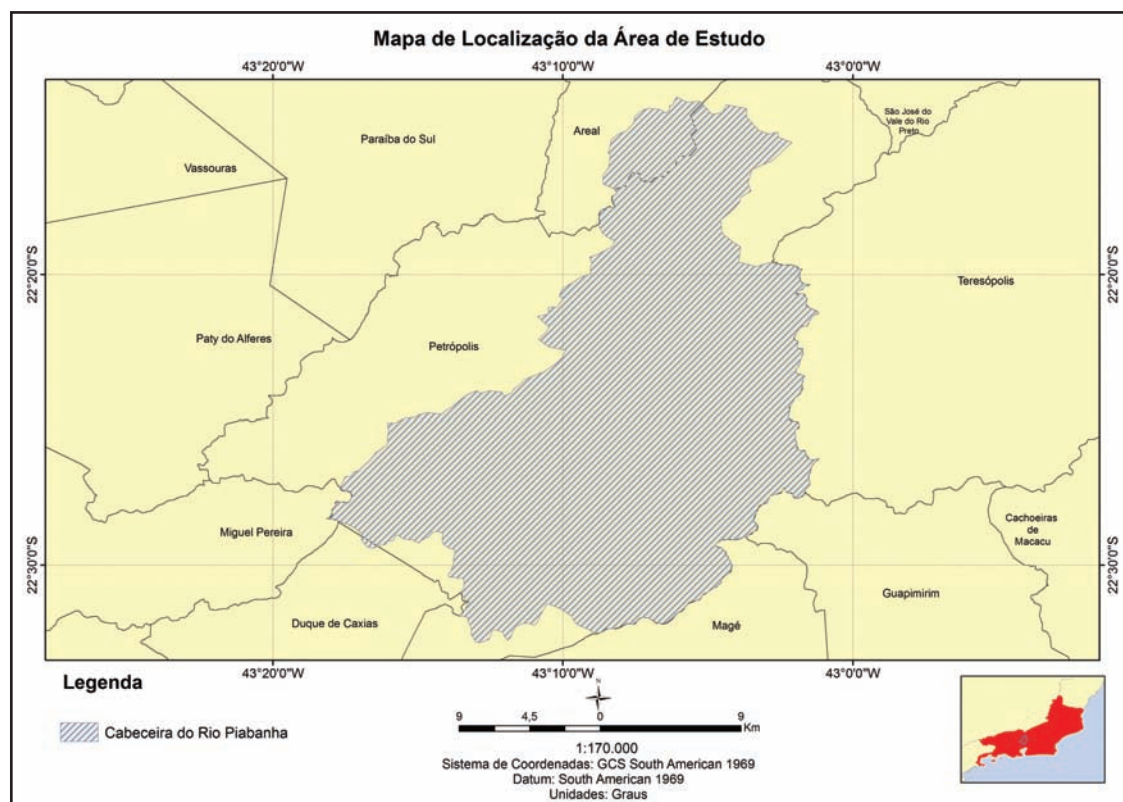 Mapa de Localização da Área de Estudo
43°20'0"W
43°10'0"W
43°0'0"W
São José do
Vale do Rio
Preto
Areal
Paraíba do Sul
Vassouras
22°20'0"S
22°20'0"S
Teresópolis
Paty do Alferes
Petrópolis
Cachoeiras
de
Macacu
Miguel Pereira
22°30'0"S
22°30'0"S
Guapimirim
Duque de Caxias
Magé
43°20'0"W
43°10'0"W
43°0'0"W
Legenda
N
Cabeceira do Rio Piabanha
9 4,5 0 9
Km
1:170.000
Sistema de Coordenadas: GCS South American 1969
Datum: South American 1969
Unidades: Graus